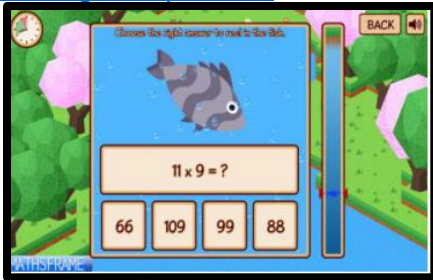 BACK
Choose the right answer to reel in the fish.
11 x 9 = ?
66 109 99 88
MATHSFRAME